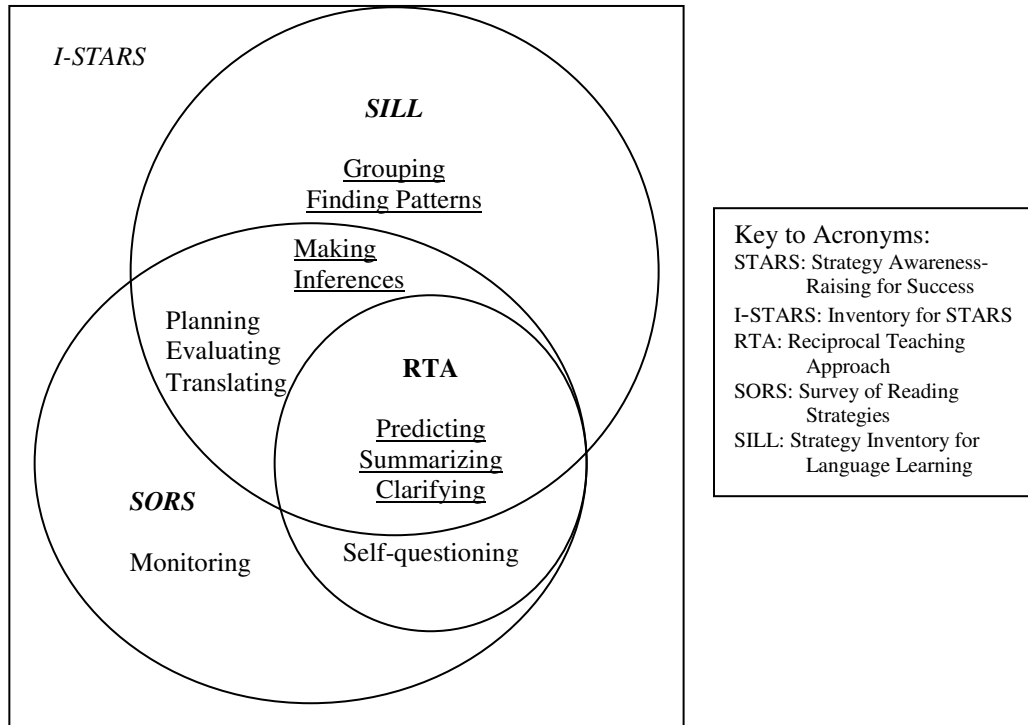 I-STARS
SILL
Grouping
Finding Patterns
Making
Inferences
Planning
Evaluating
Translating
RTA
Predicting
Summarizing
Clarifying
SORS
Monitoring
Self-questioning
Key to Acronyms:
STARS: Strategy Awareness-
Raising for Success
I-STARS: Inventory for STARS
RTA: Reciprocal Teaching
Approach
SORS: Survey of Reading
Strategies
SILL: Strategy Inventory for
Language Learning